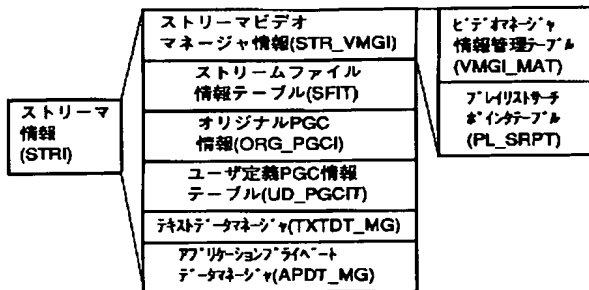 ストリーマ
情報
(STRI)
ストリーマビデオ
マネージャ情報(STR_VMGI)
ストリームファイル
情報テーブル(SFIT)
オリジナルPGC
情報(ORG_PGCI)
ユーザ定義PGC情報
テーブル(UD_PGCIT)
テキストデータマネージャ(TXTDT_MG)
アプリケーションプライベート
データマネージャ(APDT_MG)
ビデオマネージャ
情報管理テーブル
(VMGI_MAT)
プレイリストサーチ
ポインタテーブル
(PL_SRPT)